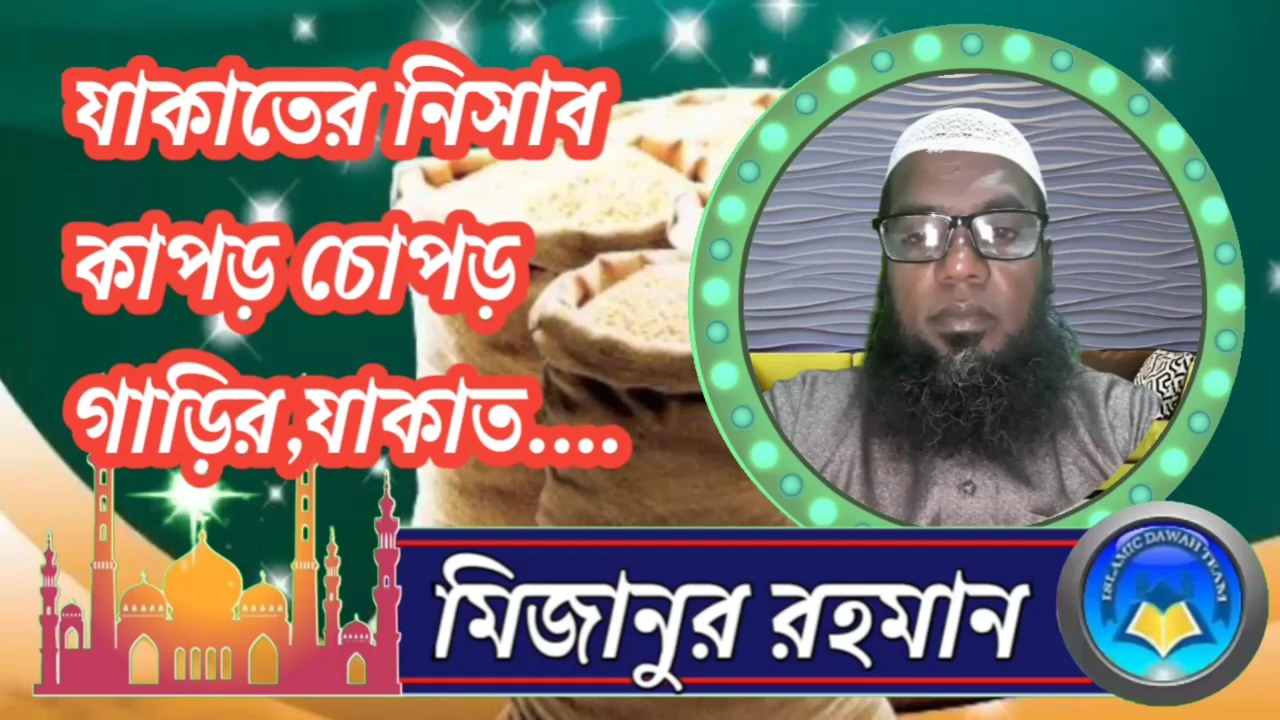 যাকাতের নিসাব
কাপড় চোপড়
গাড়ির,যাকাত....
মিজানুর রহমান
ISLAMIC DAWAH TEAM